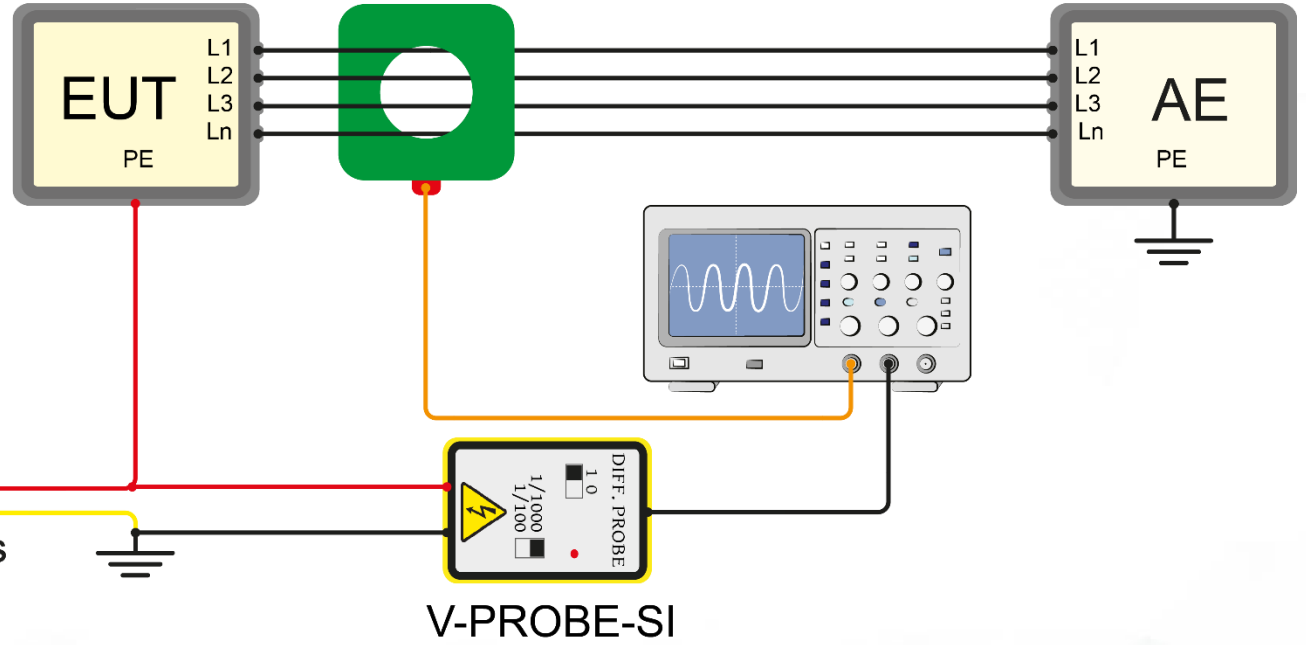 EUT
L1
L2
L3
Ln
PE
L1
L2
L3
Ln
AE
PE
1 0
1/1000
1/100
DIFF. PROBE
s
V-PROBE-SI